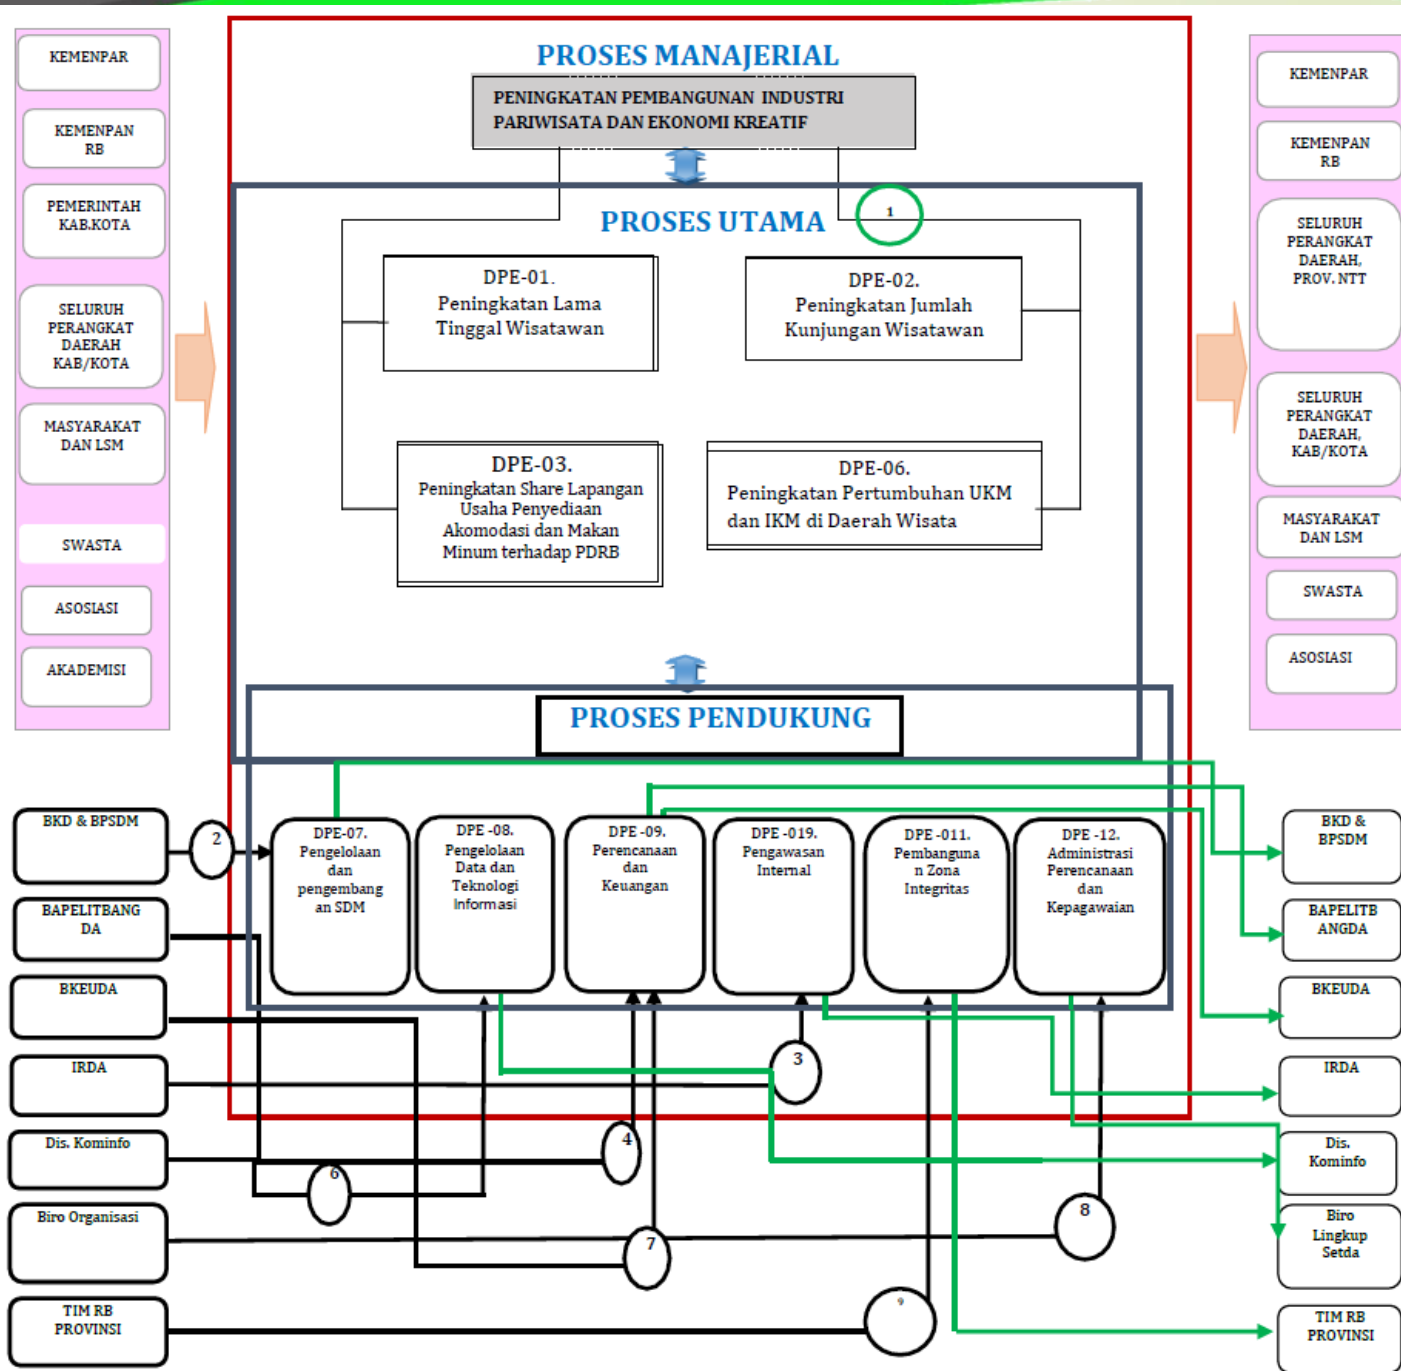 KEMENPAR
KEMENPAN
RB
PEMERINTAH
KAB.KOTA
SELURUH
PERANGKAT
DAERAH
KAB/KOTA
MASYARAKAT
DAN LSM
SWASTA
ASOSIASI
AKADEMISI
PROSES MANAJERIAL
PENINGKATAN PEMBANGUNAN INDUSTRI
PARIWISATA DAN EKONOMI KREATIF
PROSES UTAMA
1
DPE-01.
Peningkatan Lama
Tinggal Wisatawan
DPE-02.
Peningkatan Jumlah
Kunjungan Wisatawan
DPE-03.
Peningkatan Share Lapangan
Usaha Penyediaan
Akomodasi dan Makan
Minum terhadap PDRB
DPE-06.
Peningkatan Pertumbuhan UKM
dan IKM di Daerah Wisata
KEMENPAR
KEMENPAN
RB
SELURUH
PERANGKAT
DAERAH,
PROV. NTT
SELURUH
PERANGKAT
DAERAH,
KAB/KOTA
MASYARAKAT
DAN LSM
SWASTA
ASOSIASI
PROSES PENDUKUNG
BKD & BPSDM
BAPELITBANG
DA
BKEUDA
IRDA
Dis. Kominfo
Biro Organisasi
TIM RB
PROVINSI
2
DPE-07.
Pengelolaan
dan
pengembang
an SDM
DPE -08.
Pengelolaan
Data dan
Teknologi
Informasi
DPE -09.
Perencanaan
dan
Keuangan
DPE -019.
Pengawasan
Internal
DPE -011.
Pembanguna
n Zona
Integritas
DPE -12.
Administrasi
Perencanaan
dan
Kepagawaian
3
4
6
7
8
9
BKD &
BPSDM
BAPELITB
ANGDA
BKEUDA
IRDA
Dis.
Kominfo
Biro
Lingkup
Setda
TIM RB
PROVINSI